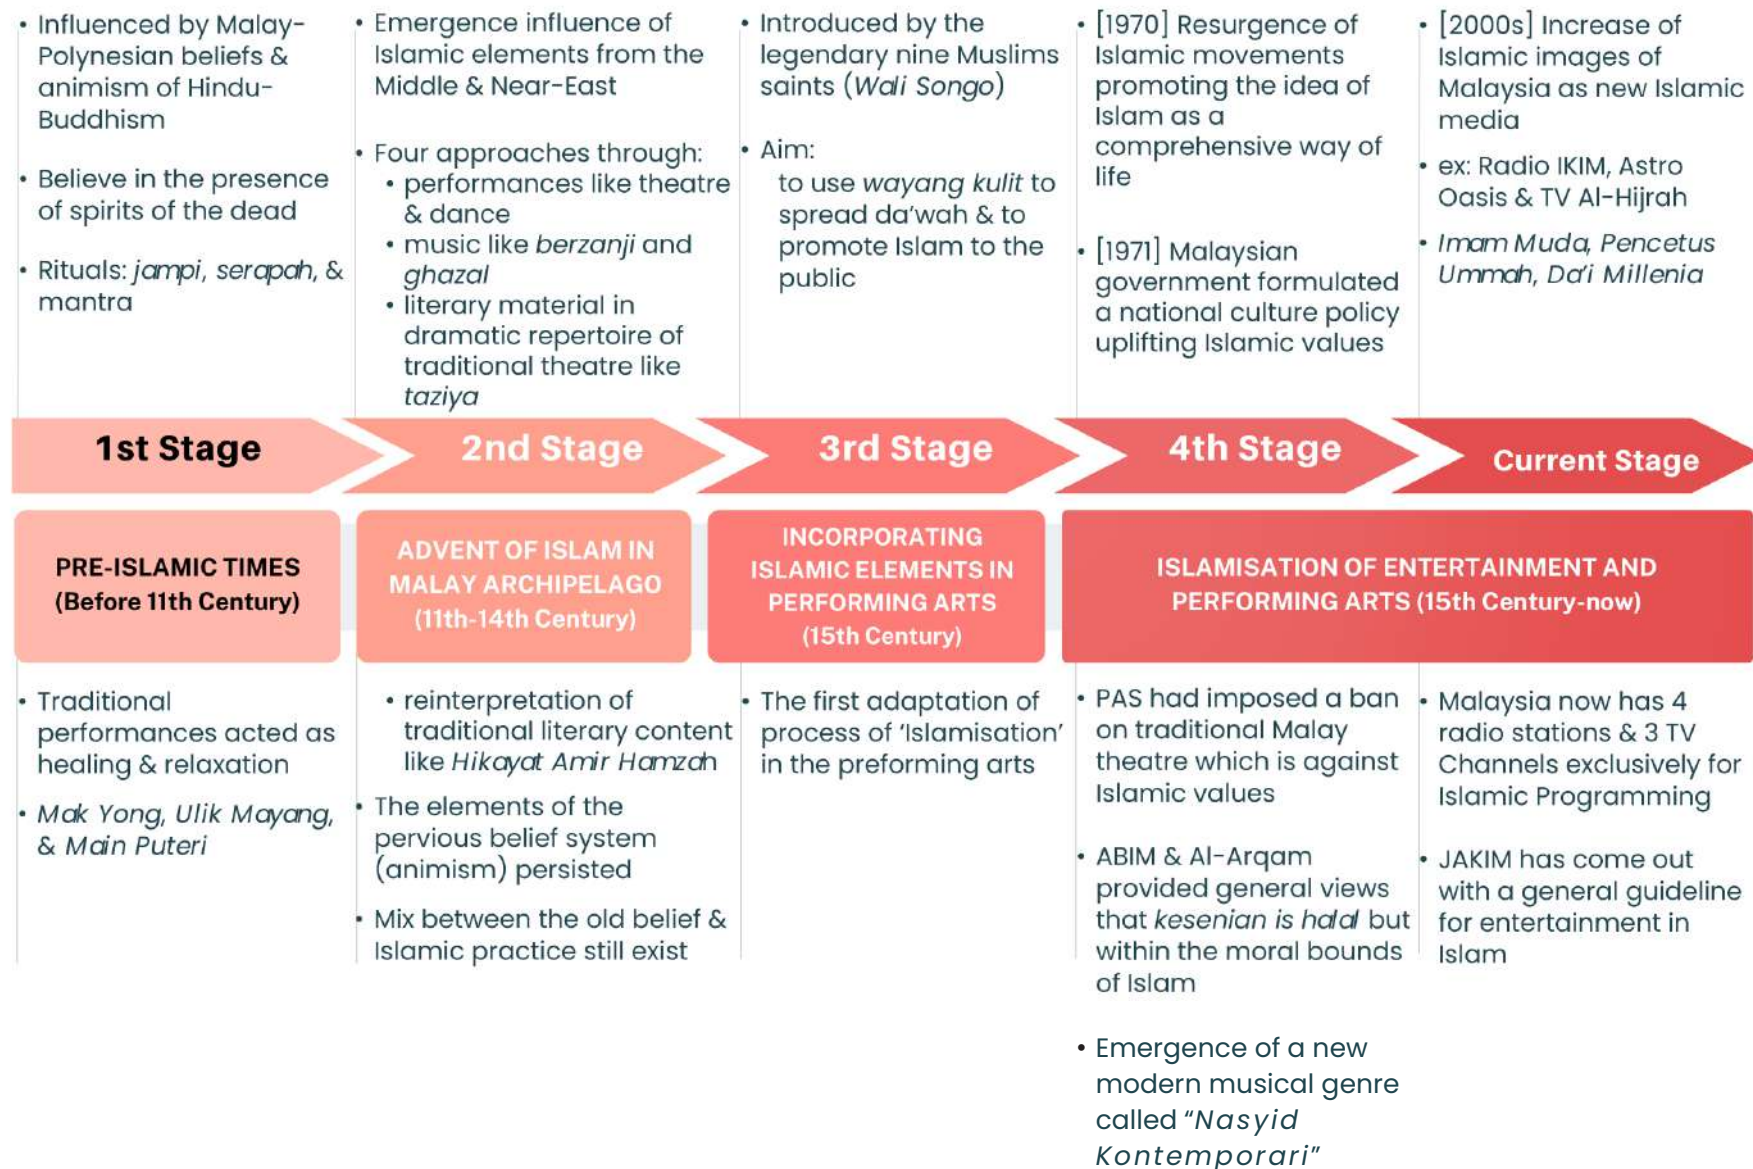 • Influenced by Malay-
Polynesian beliefs &
animism of Hindu-
Buddhism
• Believe in the presence
of spirits of the dead
• Rituals: jampi, serapah, &
mantra
• Emergence influence of
Islamic elements from the
Middle & Near-East
• Four approaches through:
• performances like theatre
& dance
• music like berzanji and
ghazal
• literary material in
dramatic repertoire of
traditional theatre like
taziya
• Introduced by the
legendary nine Muslims
saints (Wali Songo)
• Aim:
to use wayang kulit to
spread da'wah & to
promote Islam to the
public
• [1970] Resurgence of
Islamic movements
promoting the idea of
Islam as a
comprehensive way of
life
• [1971] Malaysian
government formulated
a national culture policy
uplifting Islamic values
• [2000s] Increase of
Islamic images of
Malaysia as new Islamic
media
• ex: Radio IKIM, Astro
Oasis & TV Al-Hijrah
• Imam Muda, Pencetus
Ummah, Da'i Millenia
1st Stage
2nd Stage
3rd Stage
4th Stage
Current Stage
PRE-ISLAMIC TIMES
(Before 11th Century)
ADVENT OF ISLAM IN
MALAY ARCHIPELAGO
(11th-14th Century)
INCORPORATING
ISLAMIC ELEMENTS IN
PERFORMING ARTS
(15th Century)
ISLAMISATION OF ENTERTAINMENT AND
PERFORMING ARTS (15th Century-now)
• Traditional
performances acted as
healing & relaxation
• Mak Yong, Ulik Mayang,
& Main Puteri
• reinterpretation of
traditional literary content
like Hikayat Amir Hamzah
• The elements of the
pervious belief system
(animism) persisted
• Mix between the old belief &
Islamic practice still exist
• The first adaptation of
process of 'Islamisation'
in the preforming arts
• PAS had imposed a ban
on traditional Malay
theatre which is against
Islamic values
• ABIM & Al-Arqam
provided general views
that kesenian is halal but
within the moral bounds
of Islam
• Emergence of a new
modern musical genre
called “Nasyid
Kontemporari”
• Malaysia now has 4
radio stations & 3 TV
Channels exclusively for
Islamic Programming
• JAKIM has come out
with a general guideline
for entertainment in
Islam